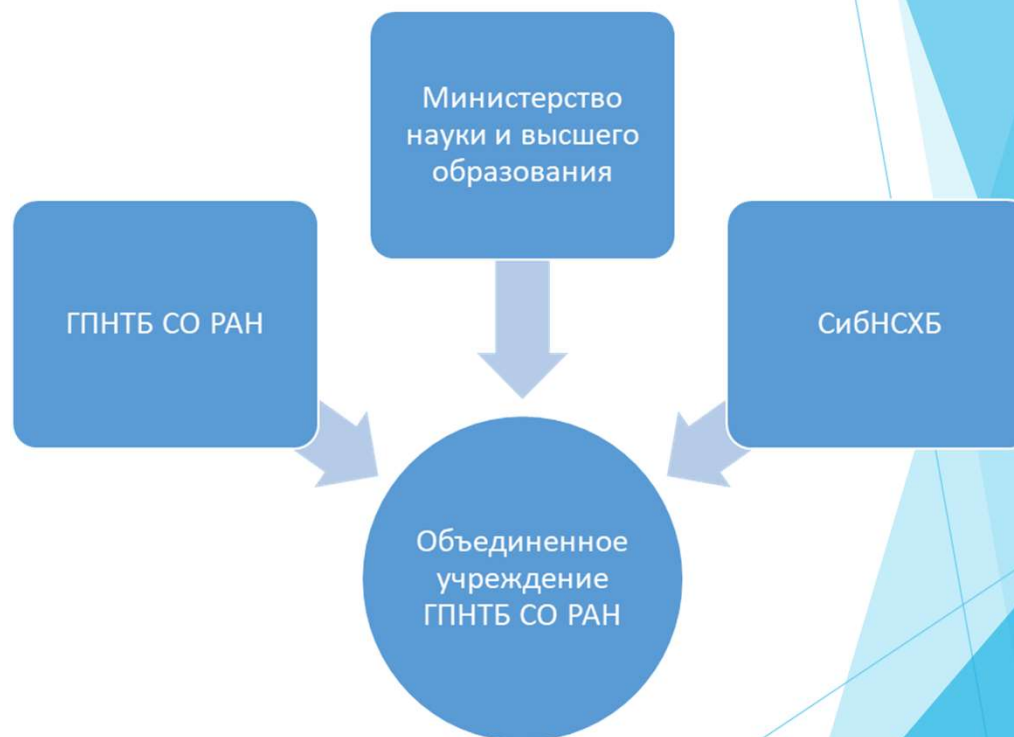 Министерство
науки и высшего
образования
ГПНТБ СО РАН
СибНСХБ
Объединенное
учреждение
ГПНТБ СО РАН